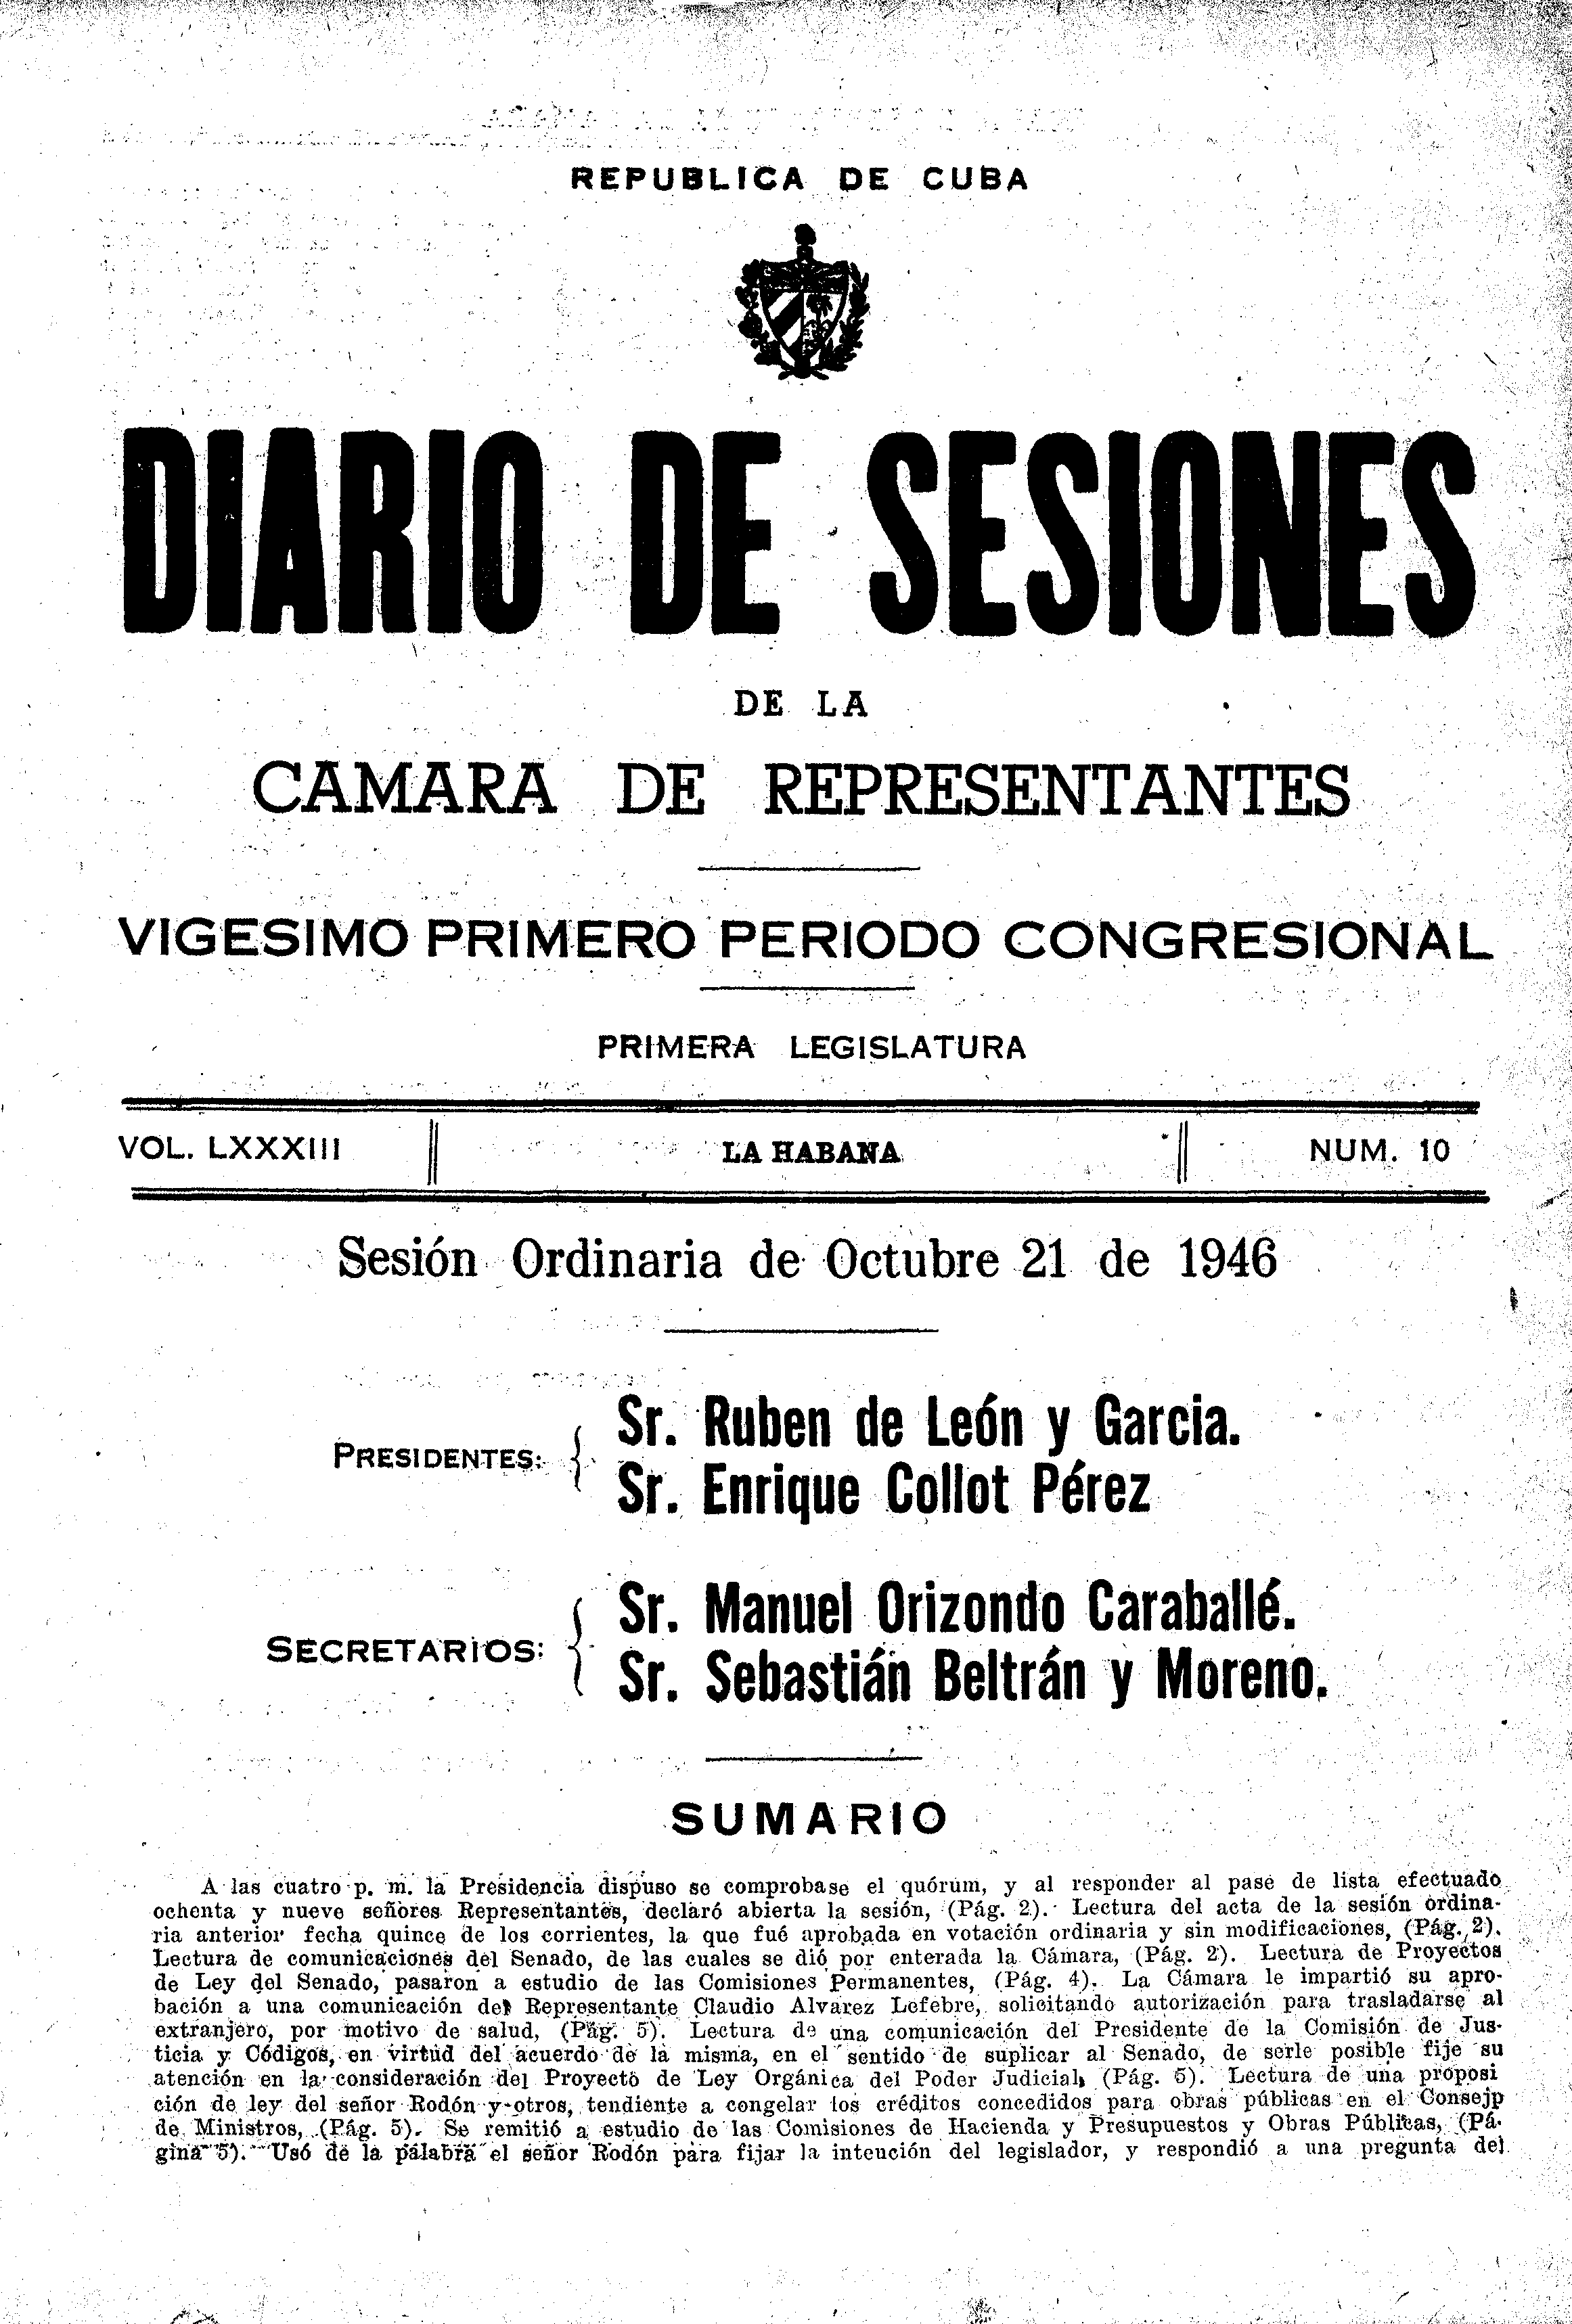 REPUBLICA DE CUBA
DIARIO DE SESIONES
DE LA
CAMARA DE REPRESENTANTES
VIGESIMO PRIMERO PERIODO CONGRESIONAL
PRIMERA LEGISLATURA
VOL. LXXXIII LA HABANA NUM. 10
Sesión Ordinaria de Octubre 21 de 1946
PRESIDENTES: { Sr. Ruben de León y Garcia.
Sr. Enrique Collot Pérez
SECRETARIOS: { Sr. Manuel Orizondo Caraballé.
Sr. Sebastián Beltrán y Moreno.
SUMARIO
A las cuatro p. m. la Presidencia dispuso se comprobase el quórum, y al responder al pase de lista efectuado
ochenta y nueve señores Representantes, declaró abierta la sesión, (Pág. 2). Lectura del acta de la sesión ordina-
ria anterior fecha quince de los corrientes, la que fué aprobada en votación ordinaria y sin modificaciones, (Pág. 2).
Lectura de comunicaciones del Senado, de las cuales se dió por enterada la Cámara, (Pág. 2). Lectura de Proyectos
de Ley del Senado, pasaron a estudio de las Comisiones Permanentes, (Pág. 4). La Cámara le impartió su apro-
bación a una comunicación del Representante Claudio Alvarez Lefebre, solicitando autorización para trasladarse al
extranjero, por motivo de salud, (Pág. 5). Lectura de una comunicación del Presidente de la Comisión de Jus-
ticia y Códigos, en virtud del acuerdo de la misma, en el sentido de suplicar al Senado, de serle posible fije su
atención en la consideración del Proyecto de Ley Orgánica del Poder Judicial, (Pág. 5). Lectura de una proposi
ción de ley del señor Rodón y otros, tendiente a congelar los créditos concedidos para obras públicas en el Consejp
de Ministros, (Pág. 5). Se remitió a estudio de las Comisiones de Hacienda y Presupuestos y Obras Públicas, (Pá-
gina 5). Usó de la palabra el señor Rodón para fijar la intención del legislador, y respondió a una pregunta del